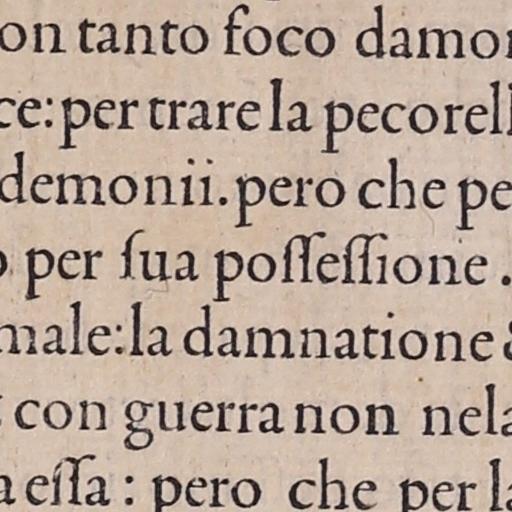 on tanto foco damor
ce: per trare la pecorell
demonii. pero che pe
o per ſua poſſeſſione .
male: la damnatione &
con guerra non nela
a eſſa : pero che per la